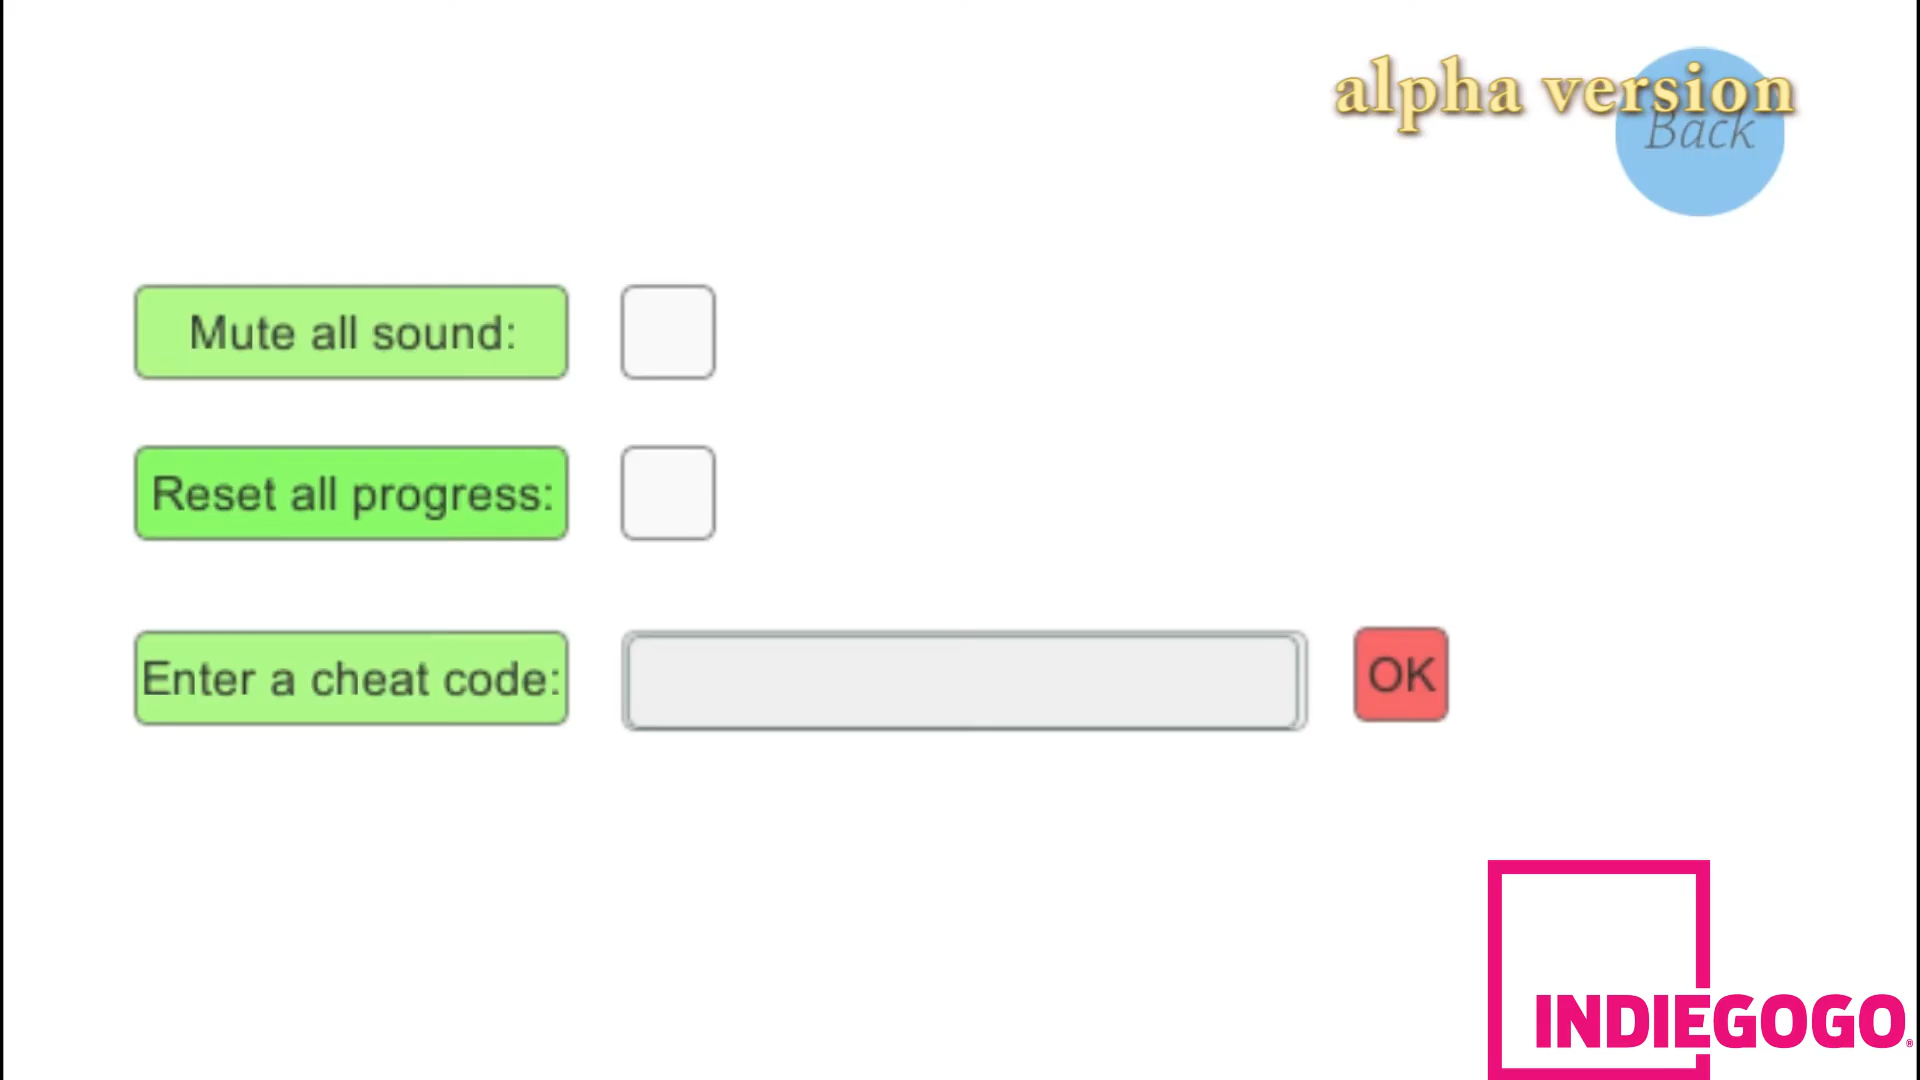 alpha version
Back
Mute all sound:
Reset all progress:
Enter a cheat code:
OK
INDIEGOGO®